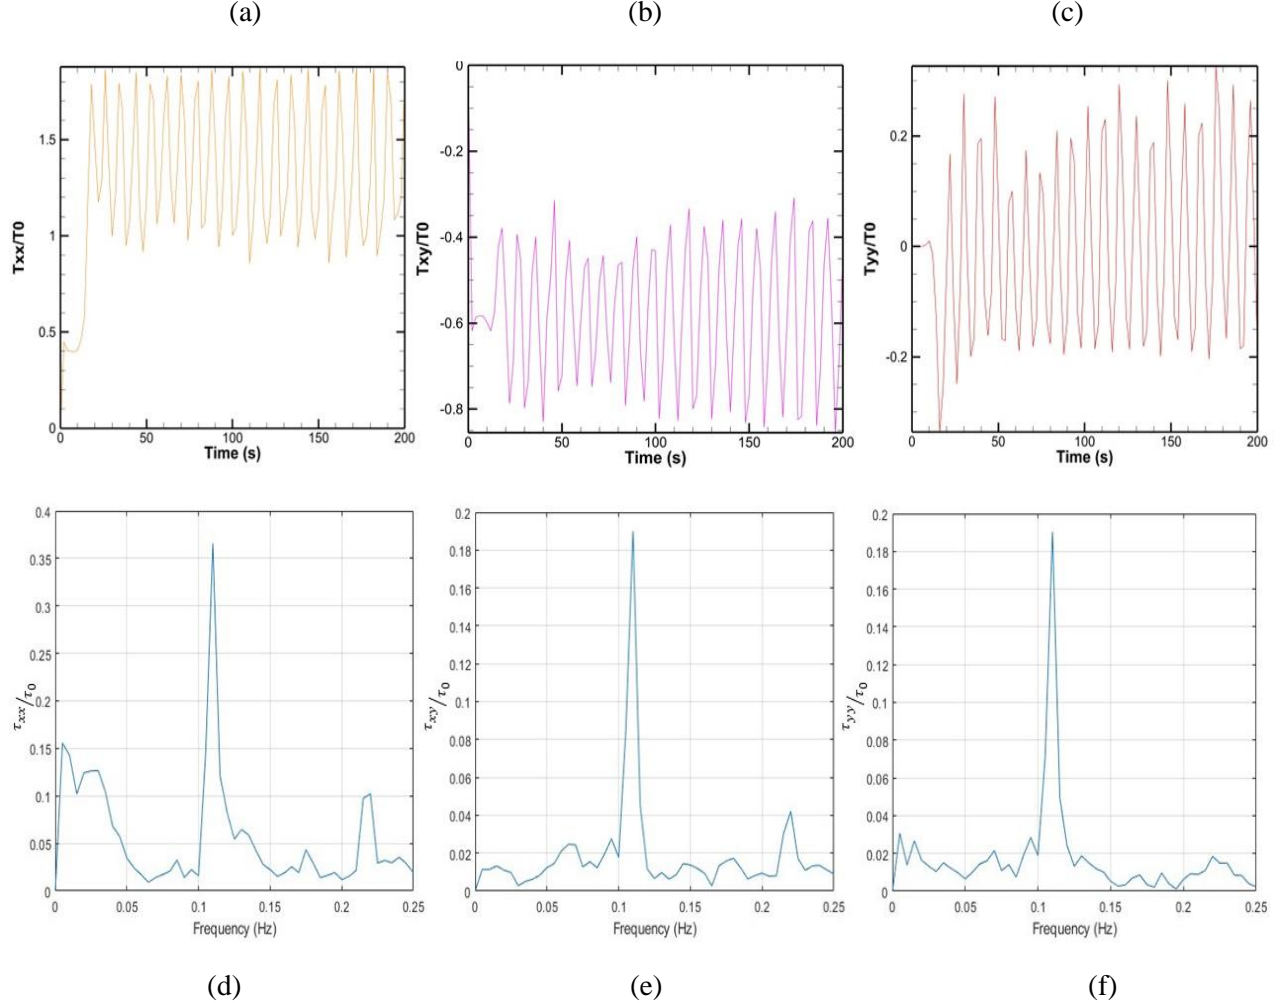 (a) (b) (c)
Txx/T0
1.5
1
0.5
0
0 50 100 150 200
Time (s)
Txy/T0
0
-0.2
-0.4
-0.6
-0.8
0 50 100 150 200
Time (s)
Tyy/T0
0.2
0
-0.2
0 50 100 150 200
Time (s)
τxx/τ0
0.4
0.35
0.3
0.25
0.2
0.15
0.1
0.05
0
0 0.05 0.1 0.15 0.2 0.25
Frequency (Hz)
τxy/τ0
0.2
0.18
0.16
0.14
0.12
0.1
0.08
0.06
0.04
0.02
0
0 0.05 0.1 0.15 0.2 0.25
Frequency (Hz)
τyy/τ0
0.2
0.18
0.16
0.14
0.12
0.1
0.08
0.06
0.04
0.02
0
0 0.05 0.1 0.15 0.2 0.25
Frequency (Hz)
(d) (e) (f)